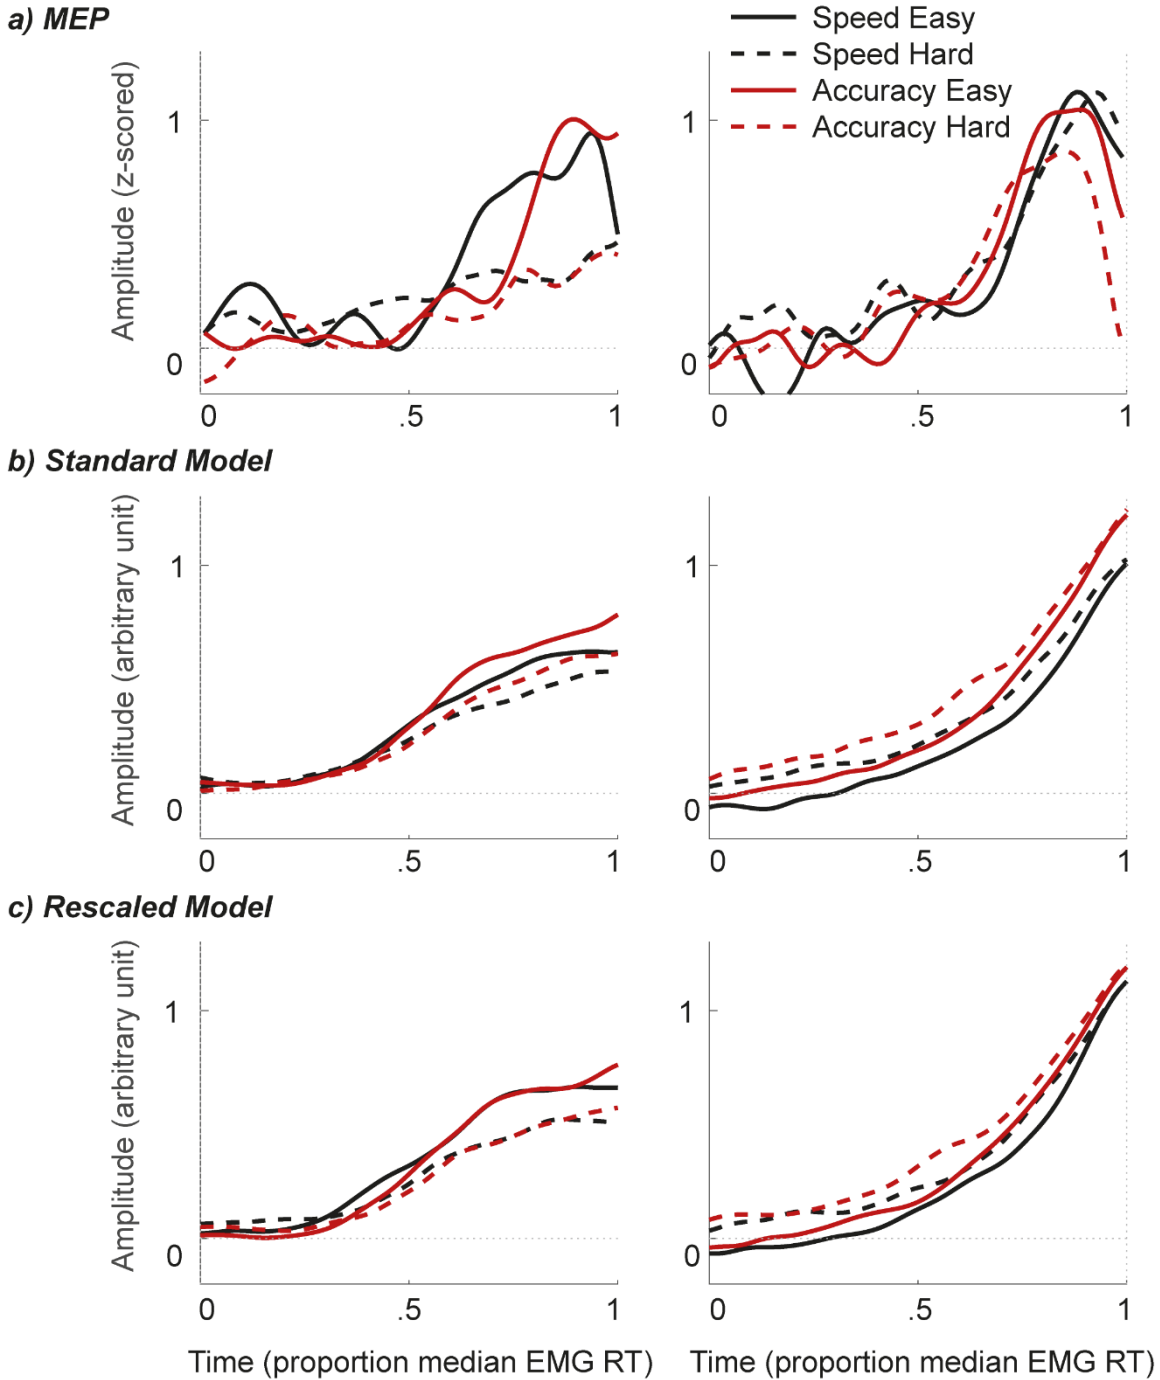 a) MEP
Speed Easy
Speed Hard
Accuracy Easy
Accuracy Hard
Amplitude (z-scored)
1
0
0
.5
1
1
0
0
.5
1
b) Standard Model
Amplitude (arbitrary unit)
1
0
0
.5
1
1
0
0
.5
1
c) Rescaled Model
Amplitude (arbitrary unit)
1
0
0
.5
1
Time (proportion median EMG RT)
1
0
0
.5
1
Time (proportion median EMG RT)